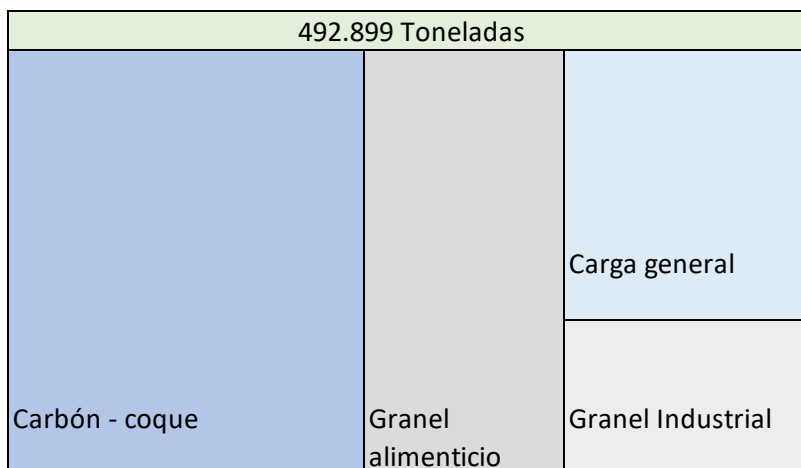 492.899 Toneladas
Carga general
Carbón - coque
Granel
alimenticio
Granel Industrial